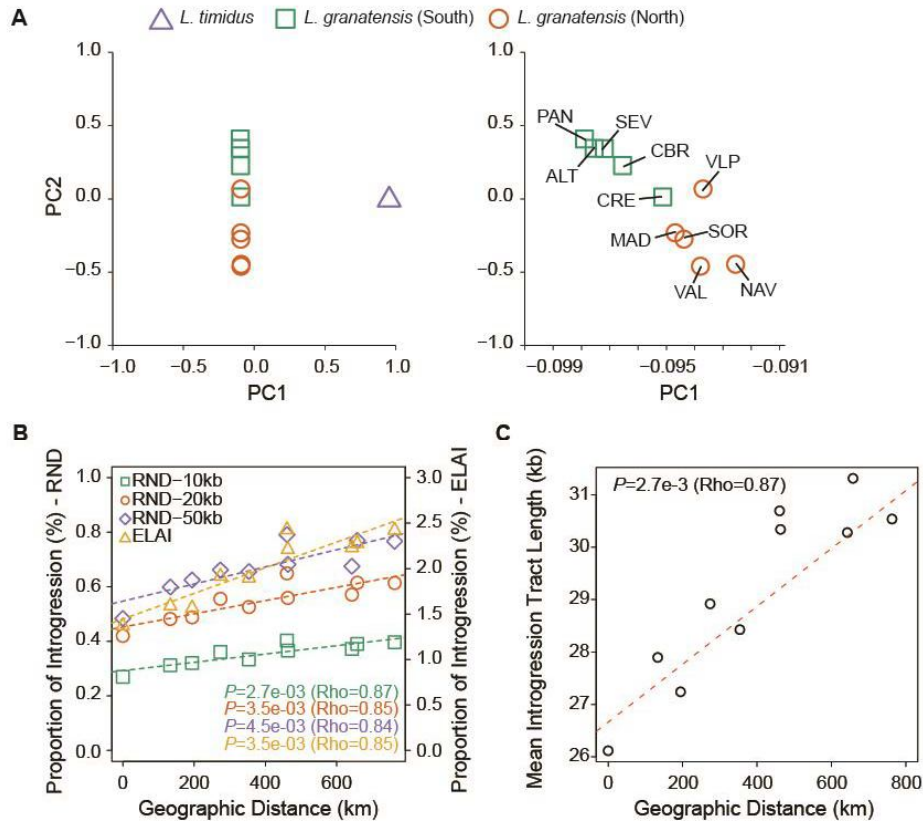 A
L. timidus L. granatensis (South) L. granatensis (North)
1.0
0.5
0.0
−0.5
−1.0
PC2
−1.0 −0.5 0.0 0.5 1.0
PC1
1.0
0.5
0.0
−0.5
−1.0
PAN
SEV
ALT
CBR
VLP
CRE
MAD
SOR
VAL
NAV
−0.099 −0.095 −0.091
PC1
B
Proportion of Introgression (%) - RND
1.0
0.8
0.6
0.4
0.2
0.0
RND−10kb
RND−20kb
RND−50kb
ELAI
P=2.7e-03 (Rho=0.87)
P=3.5e-03 (Rho=0.85)
P=4.5e-03 (Rho=0.84)
P=3.5e-03 (Rho=0.85)
3.0
2.5
2.0
1.5
1.0
0.5
0.0
Proportion of Introgression (%) - ELAI
0 200 400 600
Geographic Distance (km)
C
Mean Introgression Tract Length (kb)
P=2.7e-3 (Rho=0.87)
31
30
29
28
27
26
0 200 400 600 800
Geographic Distance (km)